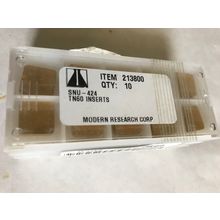 ITEM 213800
QTY: 10
SNU-424
TN60 INSERTS
MODERN RESEARCH CORP